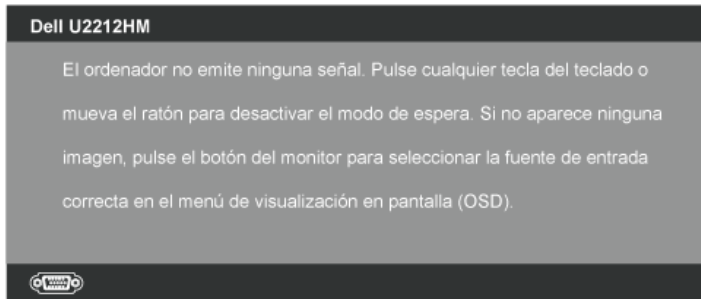 Dell U2212HM
El ordenador no emite ninguna señal. Pulse cualquier tecla del teclado o
mueva el ratón para desactivar el modo de espera. Si no aparece ninguna
imagen, pulse el botón del monitor para seleccionar la fuente de entrada
correcta en el menú de visualización en pantalla (OSD).